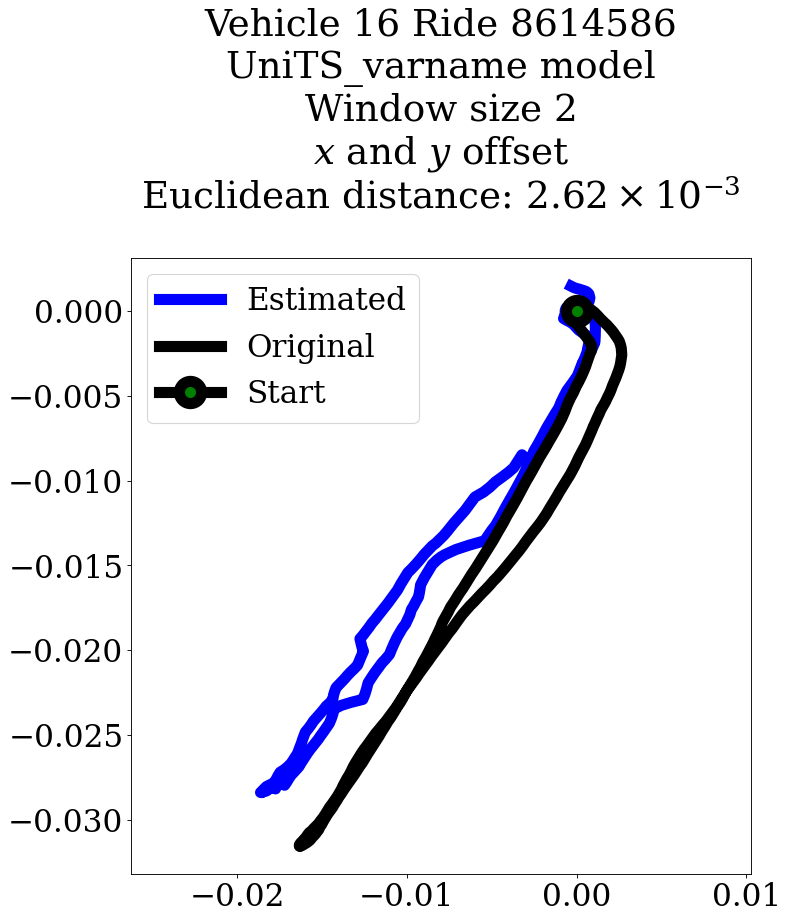 Vehicle 16 Ride 8614586
UniTS_varname model
Window size 2
x and y offset
Euclidean distance: 2.62 × 10⁻³
Estimated
Original
Start
0.000
−0.005
−0.010
−0.015
−0.020
−0.025
−0.030
−0.02
−0.01
0.00
0.01